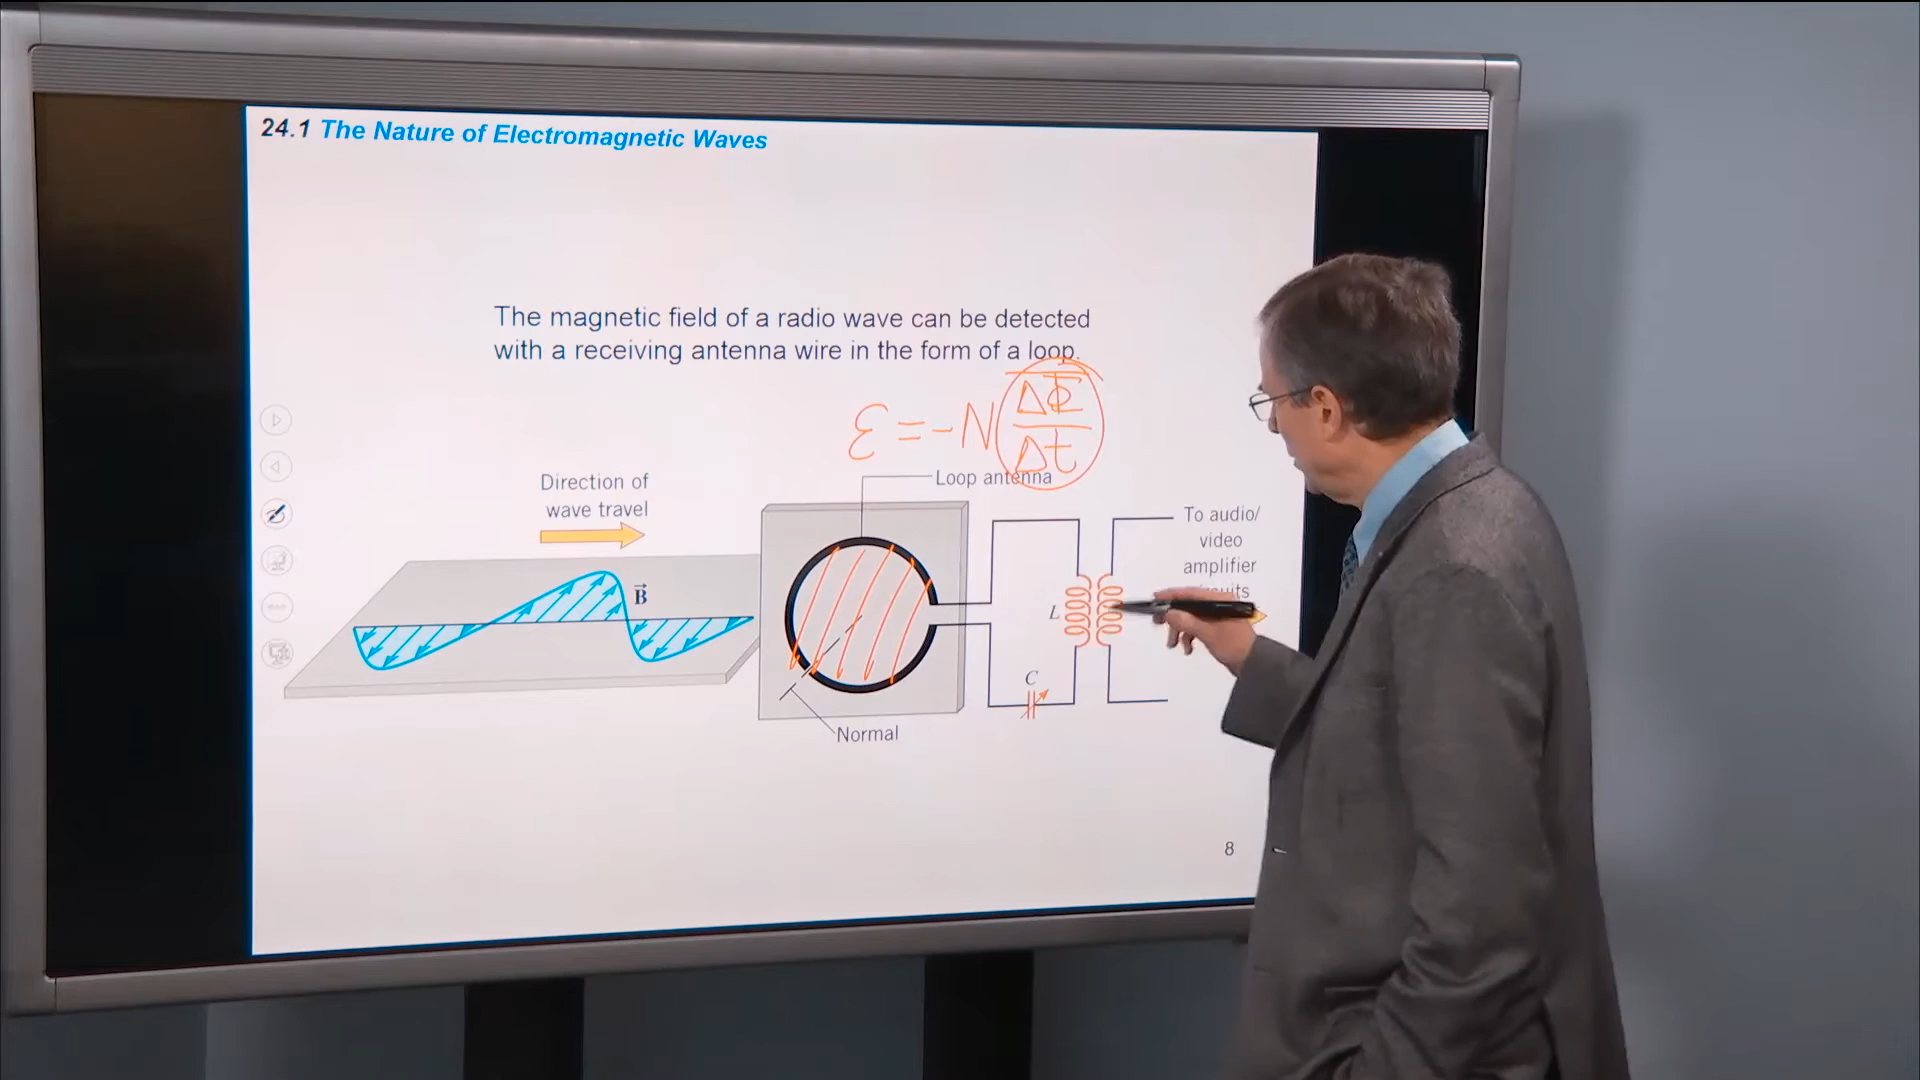 24.1 The Nature of Electromagnetic Waves
The magnetic field of a radio wave can be detected
with a receiving antenna wire in the form of a loop.
ℰ = -N ΔΦ
Δt
Loop antenna
Direction of
wave travel
To audio/
video
amplifier
B
L
C
Normal
8